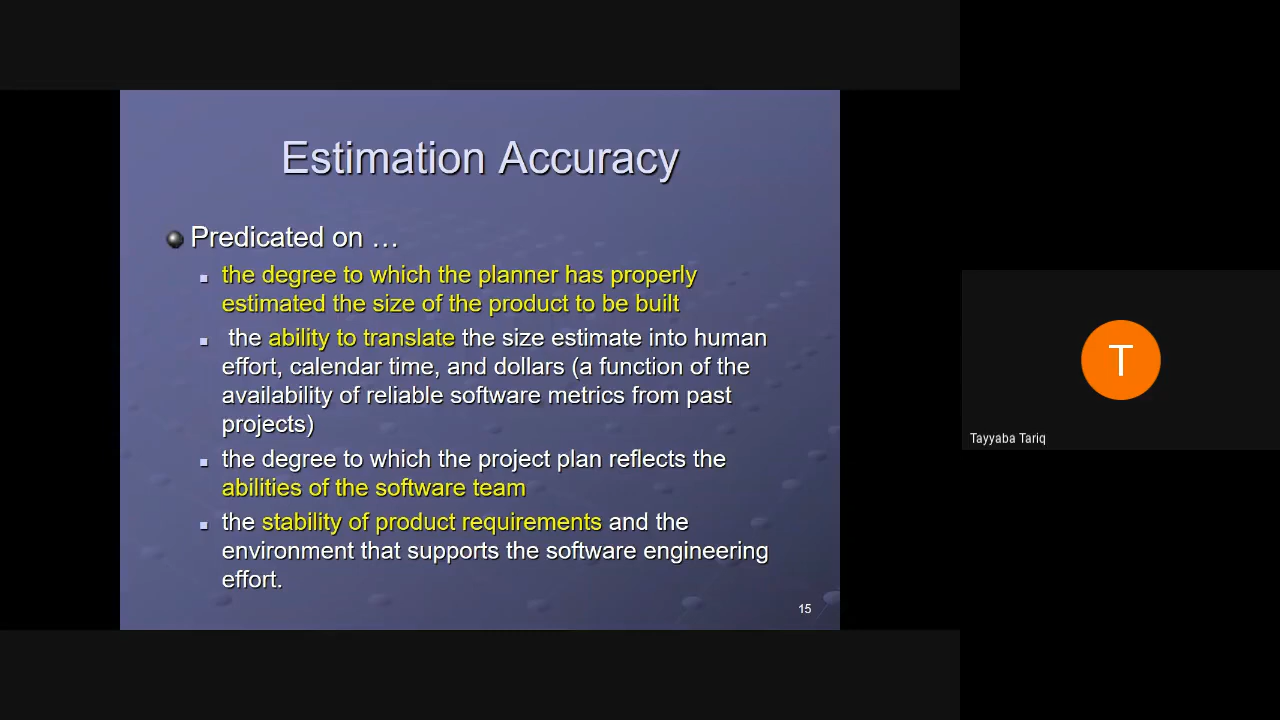 Estimation Accuracy
Predicated on …
the degree to which the planner has properly
estimated the size of the product to be built
the ability to translate the size estimate into human
effort, calendar time, and dollars (a function of the
availability of reliable software metrics from past
projects)
the degree to which the project plan reflects the
abilities of the software team
the stability of product requirements and the
environment that supports the software engineering
effort.
15
T
Tayyaba Tariq